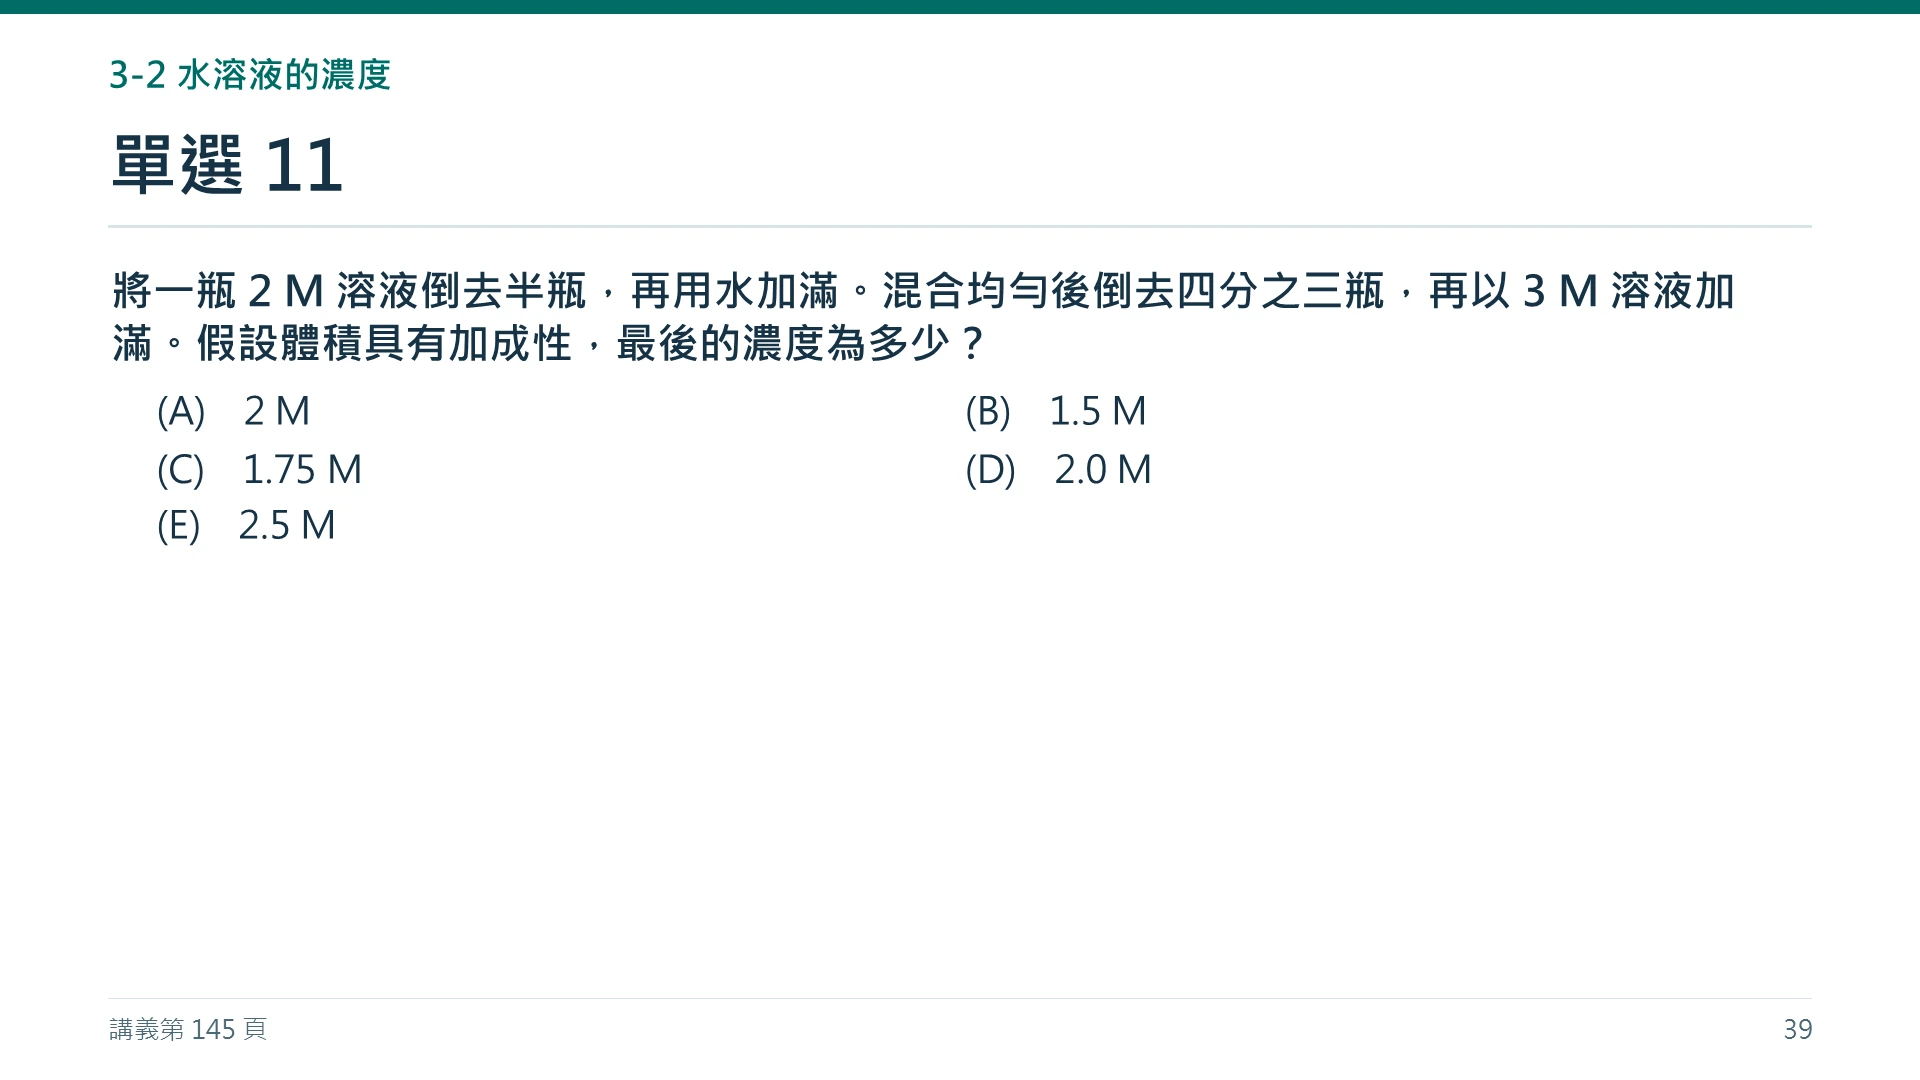 3-2 水溶液的濃度
單選 11
將一瓶 2 M 溶液倒去半瓶，再用水加滿。混合均勻後倒去四分之三瓶，再以 3 M 溶液加
滿。假設體積具有加成性，最後的濃度為多少？
(A) 2 M (B) 1.5 M
(C) 1.75 M (D) 2.0 M
(E) 2.5 M
講義第 145 頁 39